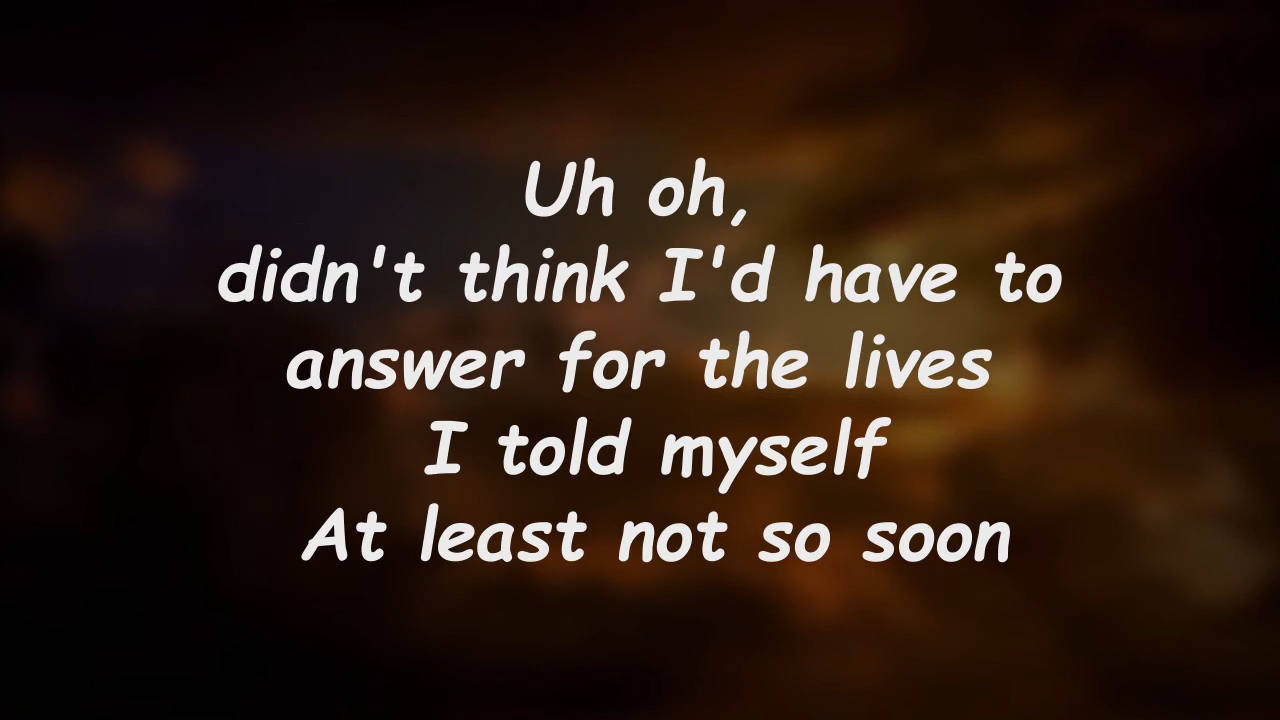 Uh oh,
didn't think I'd have to
answer for the lives
I told myself
At least not so soon